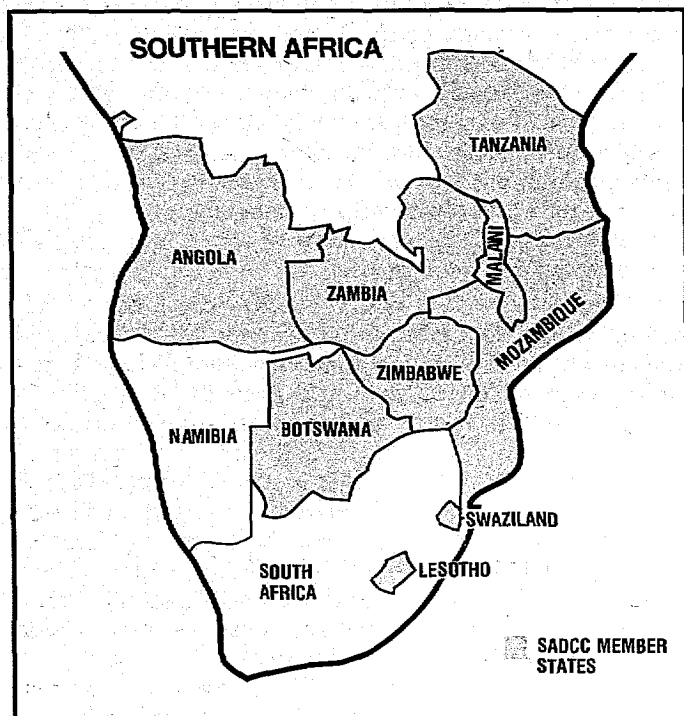 SOUTHERN AFRICA
TANZANIA
ANGOLA
MALAWI
ZAMBIA
MOZAMBIQUE
ZIMBABWE
NAMIBIA
BOTSWANA
SWAZILAND
SOUTH
AFRICA
LESOTHO
SADCC MEMBER
STATES